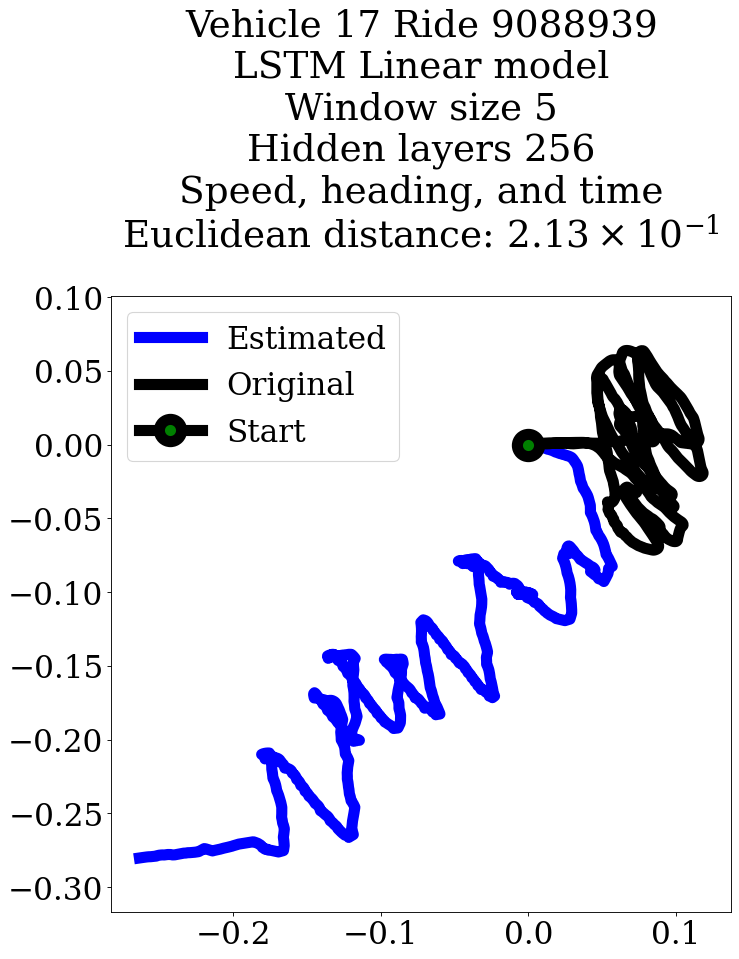 Vehicle 17 Ride 9088939
LSTM Linear model
Window size 5
Hidden layers 256
Speed, heading, and time
Euclidean distance: 2.13 × 10⁻¹
Estimated
Original
Start
0.10
0.05
0.00
−0.05
−0.10
−0.15
−0.20
−0.25
−0.30
−0.2 −0.1 0.0 0.1